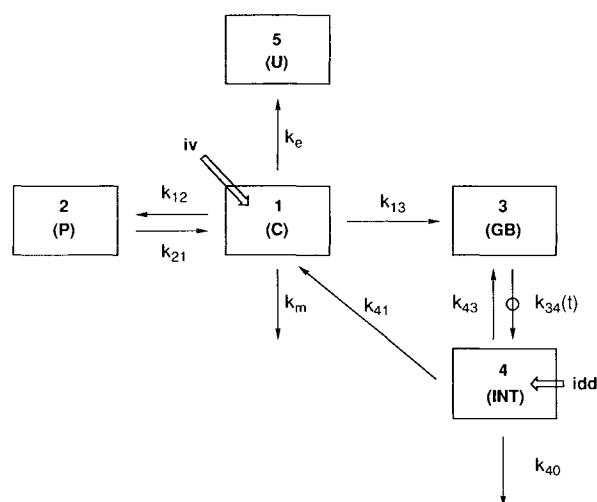 5
(U)
iv
k_e
k_12
2
(P)
1
(C)
k_13
3
(GB)
k_21
k_m
k_41
k_43
k_34(t)
4
(INT)
idd
k_40